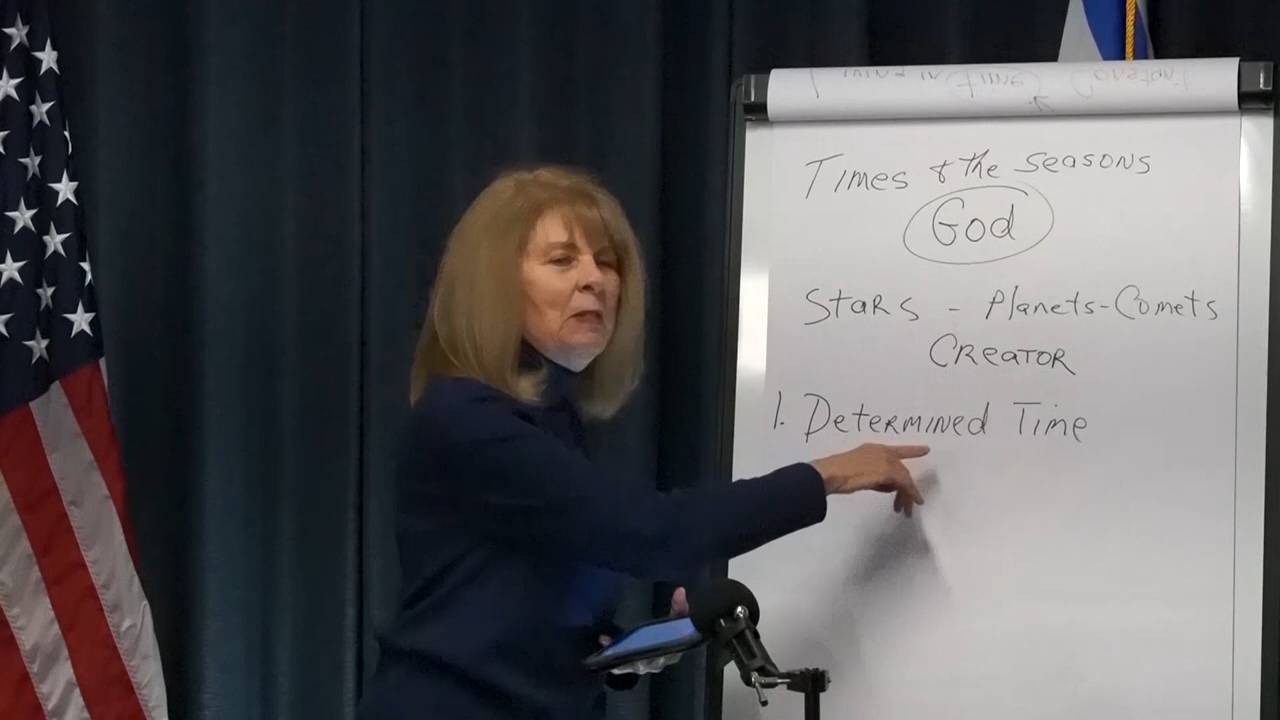 Times & the Seasons
God
Stars - Planets-Comets
Creator
1. Determined Time